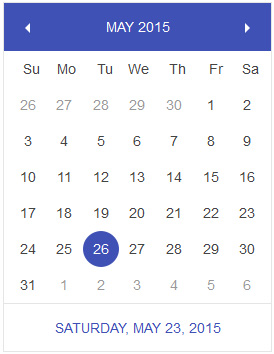 MAY 2015
Su Mo Tu We Th Fr Sa
26 27 28 29 30 1 2
3 4 5 6 7 8 9
10 11 12 13 14 15 16
17 18 19 20 21 22 23
24 25 26 27 28 29 30
31 1 2 3 4 5 6
SATURDAY, MAY 23, 2015